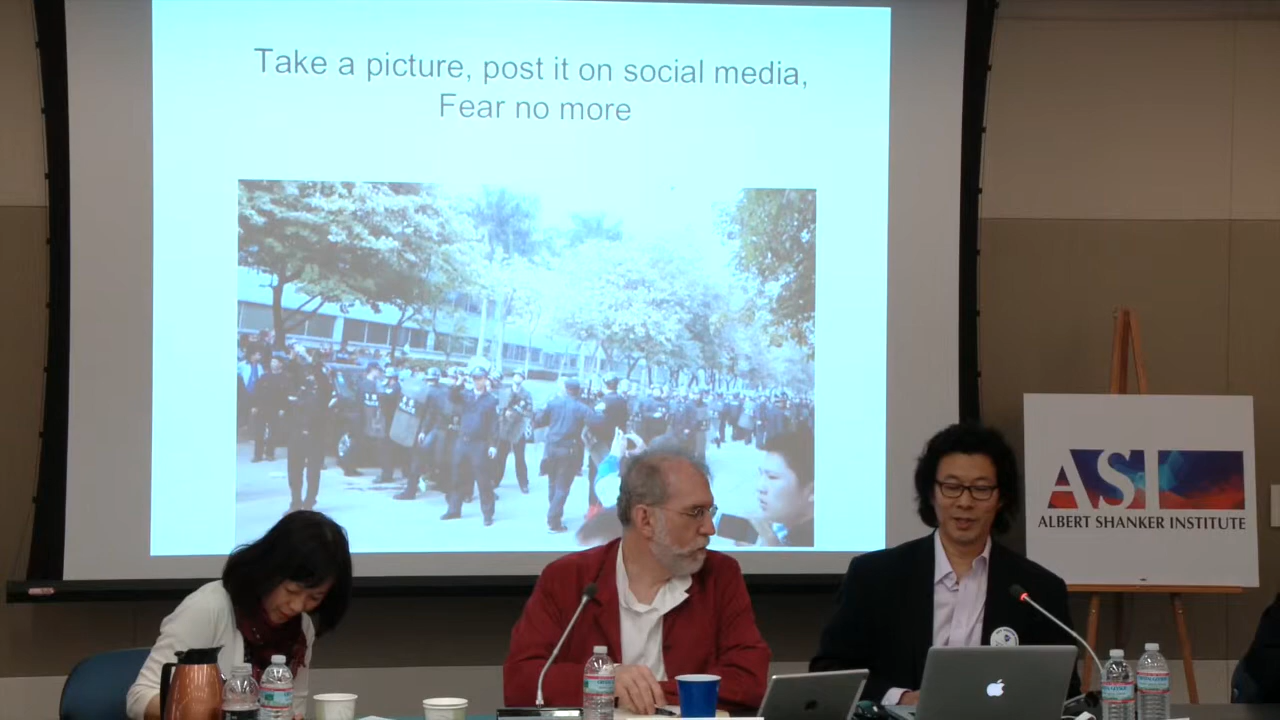 Take a picture, post it on social media,
Fear no more
ASI
ALBERT SHANKER INSTITUTE